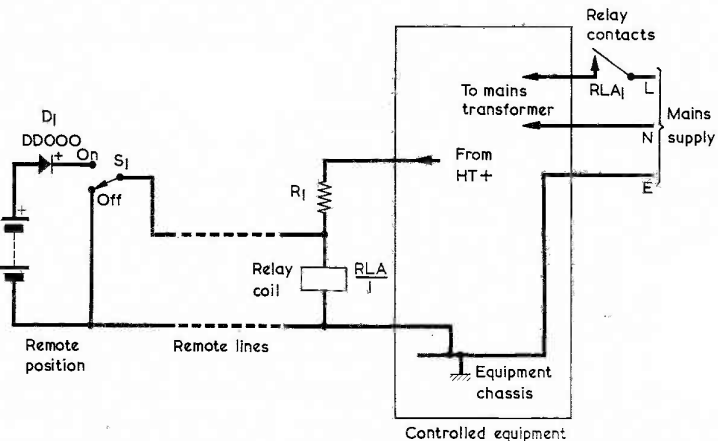 Relay
contacts
To mains
transformer
RLA1
L
Mains
supply
N
E
From
HT+
D1
DDOOO
+
On
S1
Off
+
R1
Relay
coil
RLA
1
Remote
position
Remote lines
Equipment
chassis
Controlled equipment